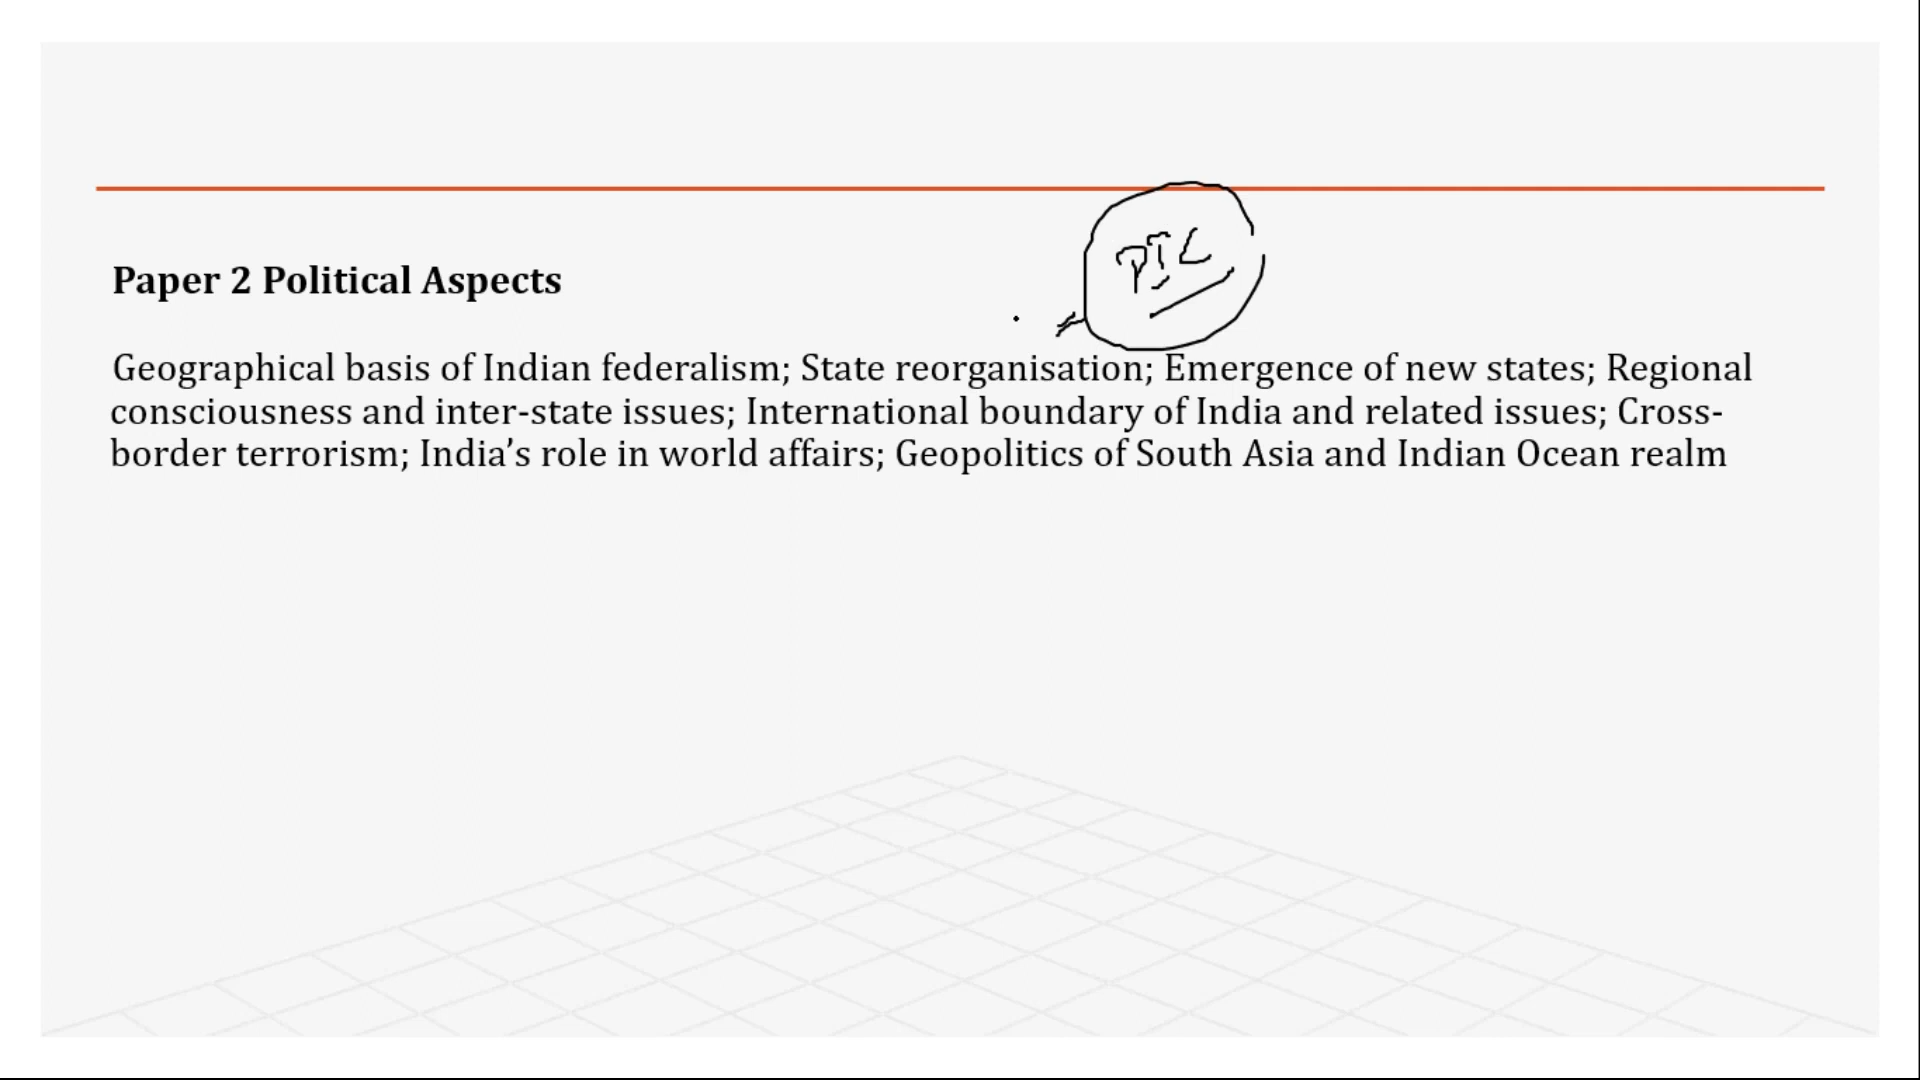 Paper 2 Political Aspects
Geographical basis of Indian federalism; State reorganisation; Emergence of new states; Regional
consciousness and inter-state issues; International boundary of India and related issues; Cross-
border terrorism; India’s role in world affairs; Geopolitics of South Asia and Indian Ocean realm